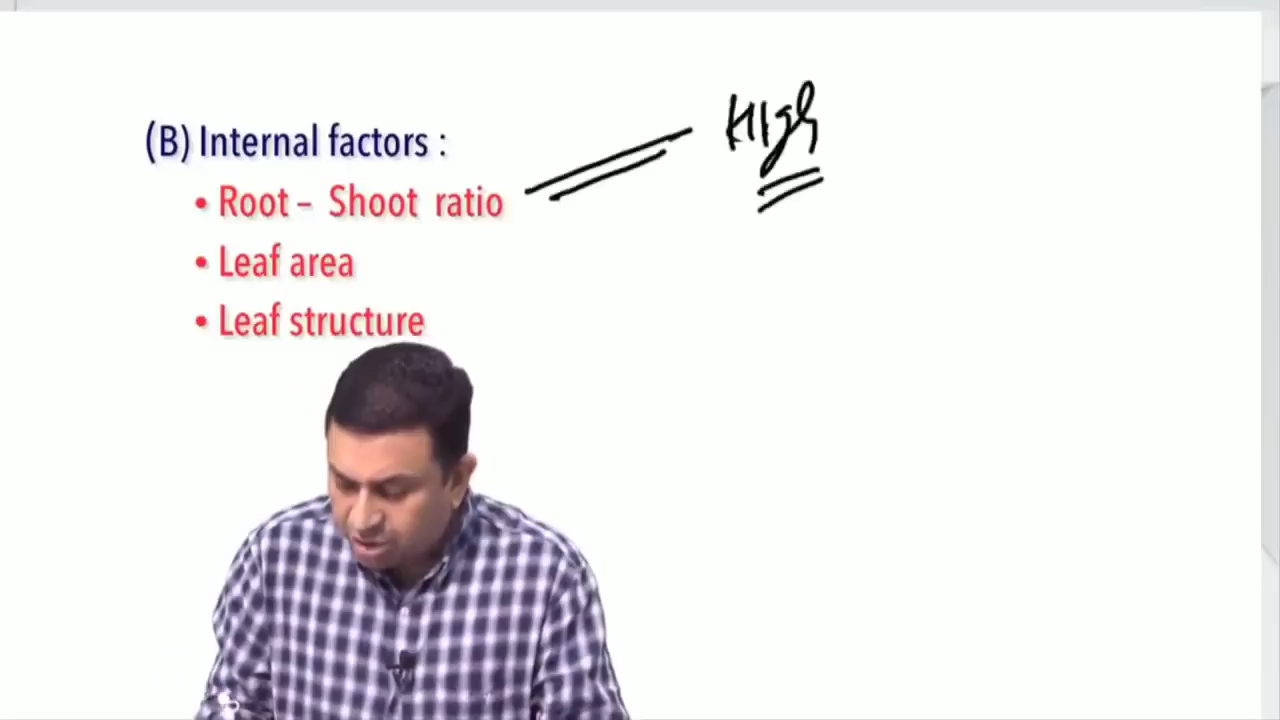 (B) Internal factors :
• Root – Shoot ratio
High
• Leaf area
• Leaf structure